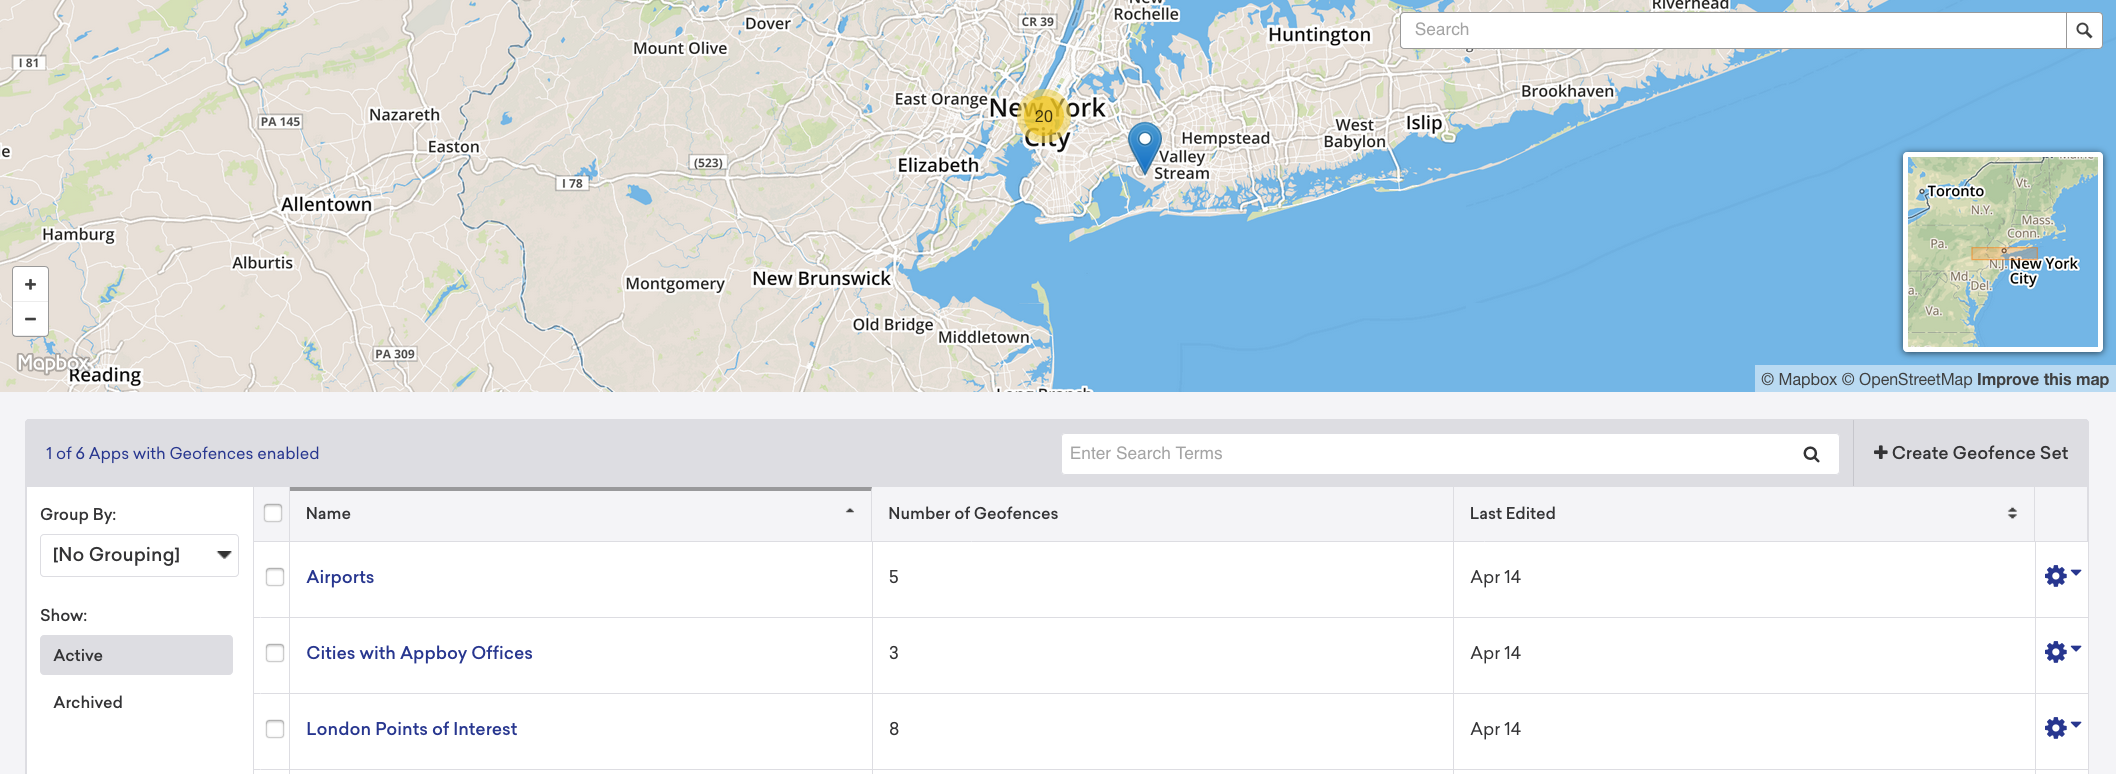 New
Rochelle
Riverhead
Dover
CR 39
Search
Mount Olive
Huntington
I 81
East Orange
New York
City
20
Brookhaven
PA 145
Nazareth
Easton
Hempstead
West
Babylon
Islip
e
(523)
Elizabeth
Valley
Stream
I 78
Allentown
Toronto
Vt.
N.Y.
Mass.
Conn.
Pa.
N.J.
New York
City
Md.
Del.
a.
Va.
Hamburg
Alburtis
+
−
Montgomery
New Brunswick
Old Bridge
Middletown
PA 309
Mapbox
Reading
Long Branch
© Mapbox © OpenStreetMap Improve this map
1 of 6 Apps with Geofences enabled
Enter Search Terms
+ Create Geofence Set
Group By:
[No Grouping]
Show:
Active
Archived
Name
Number of Geofences
Last Edited
Airports
5
Apr 14
Cities with Appboy Offices
3
Apr 14
London Points of Interest
8
Apr 14